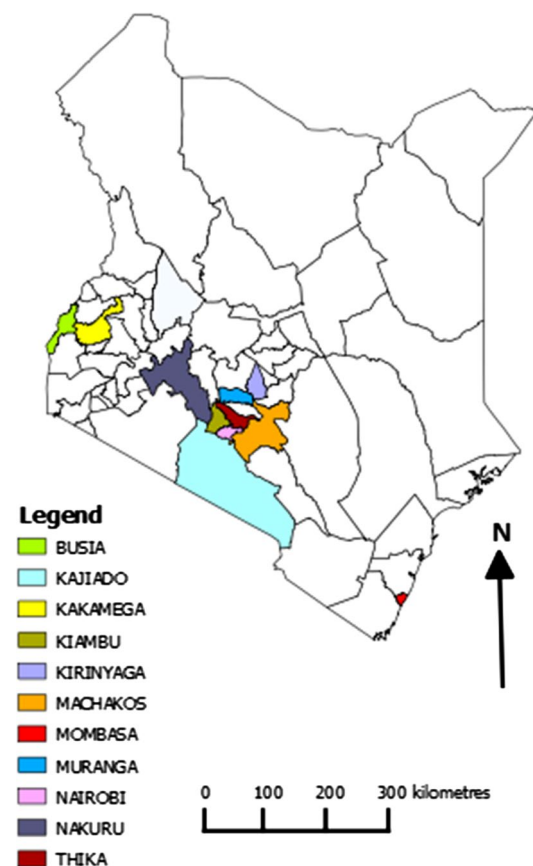 Legend
BUSIA
KAJIADO
KAKAMEGA
KIAMBU
KIRINYAGA
MACHAKOS
MOMBASA
MURANGA
NAIROBI
NAKURU
THIKA
N
0 100 200 300 kilometres